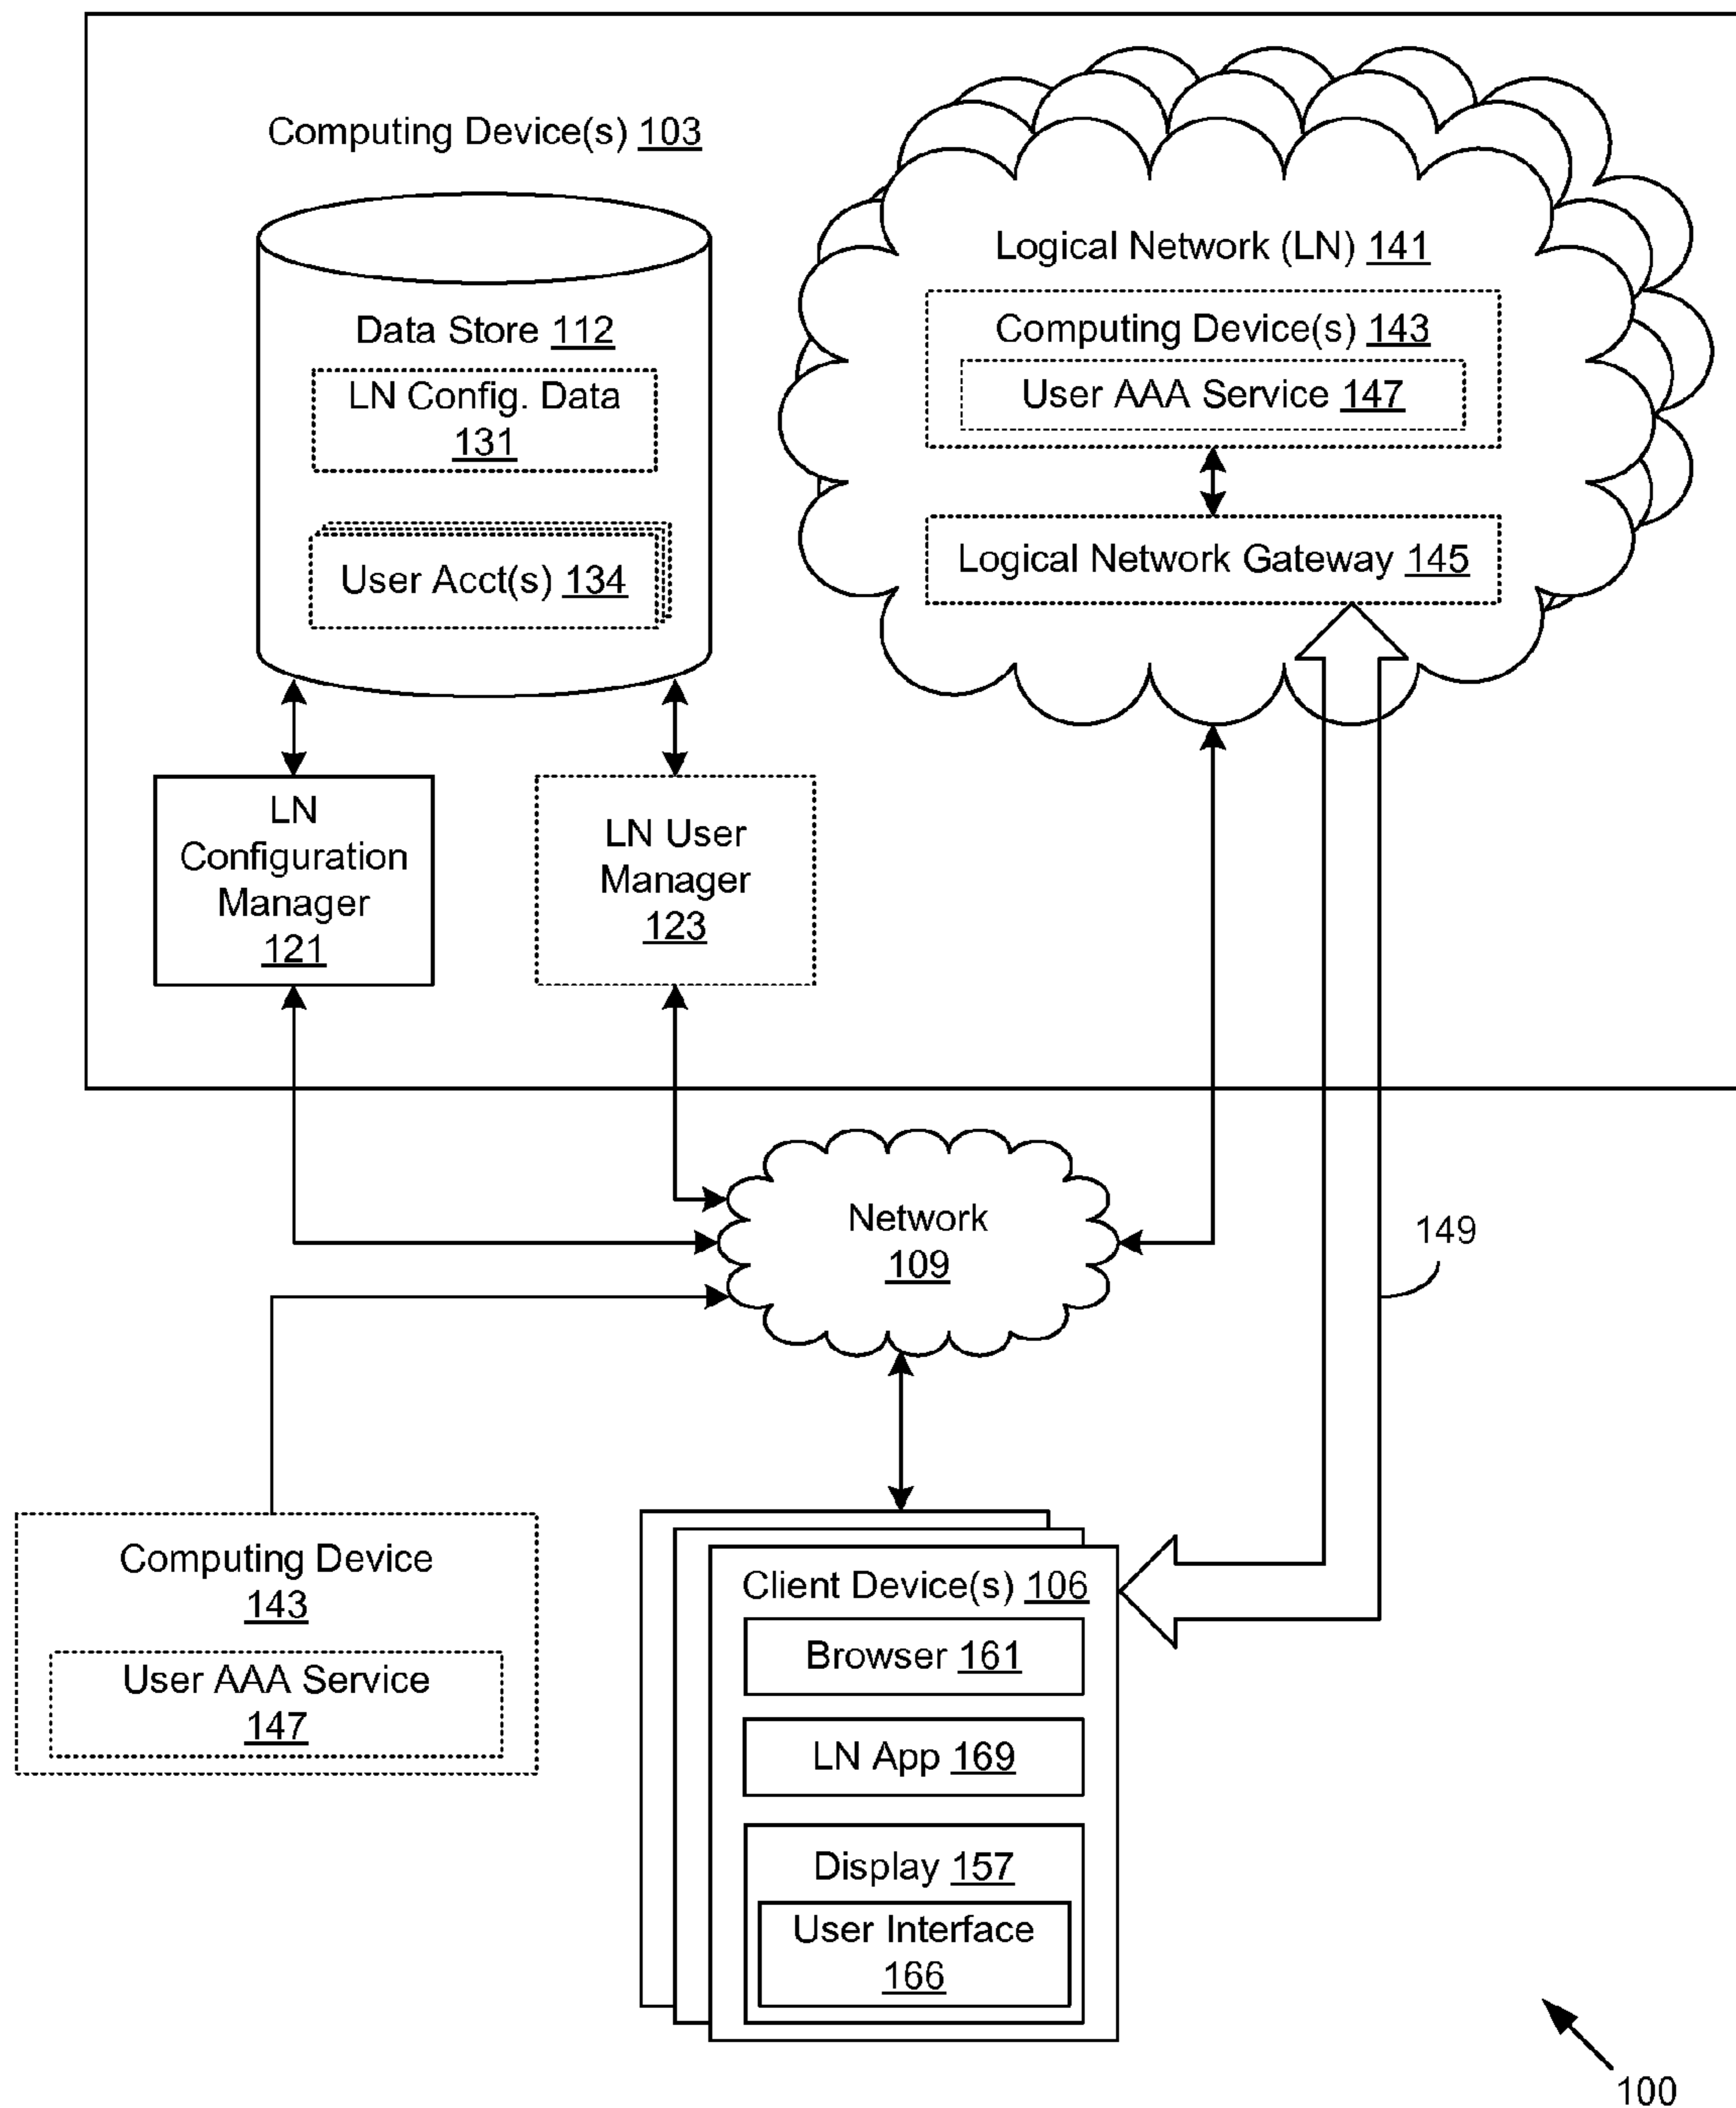 Computing Device(s) 103
Data Store 112
LN Config. Data
131
User Acct(s) 134
Logical Network (LN) 141
Computing Device(s) 143
User AAA Service 147
Logical Network Gateway 145
LN
Configuration
Manager
121
LN User
Manager
123
Network
109
149
Computing Device
143
User AAA Service
147
Client Device(s) 106
Browser 161
LN App 169
Display 157
User Interface
166
100